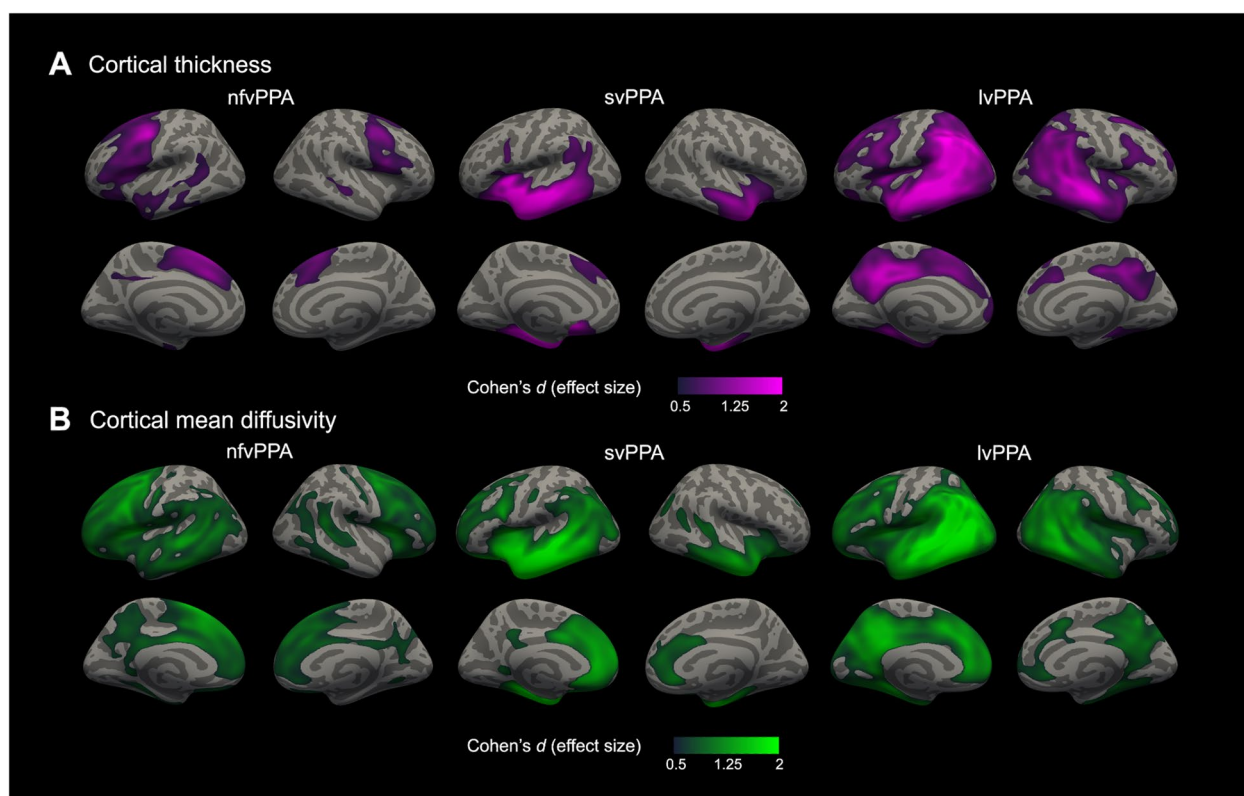 A Cortical thickness
nfvPPA svPPA lvPPA
Cohen's d (effect size)
0.5 1.25 2
B Cortical mean diffusivity
nfvPPA svPPA lvPPA
Cohen's d (effect size)
0.5 1.25 2